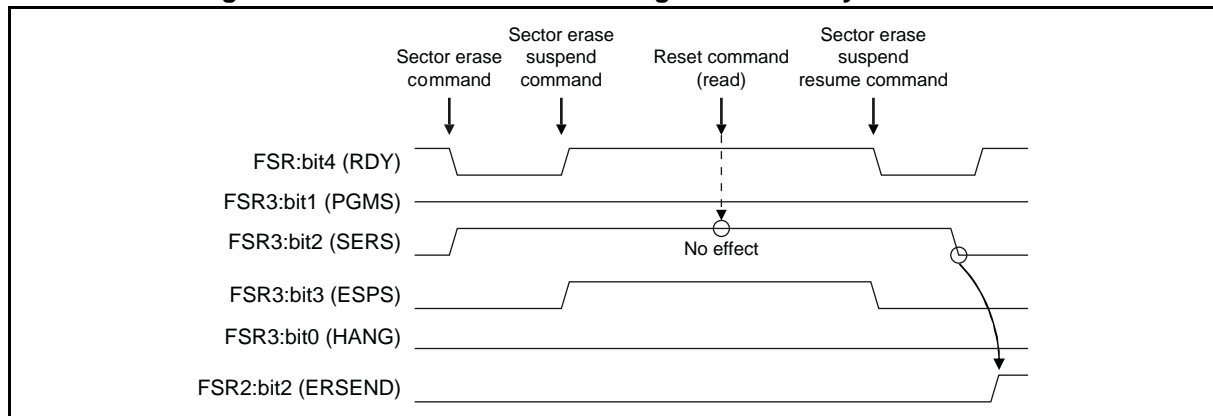 Sector erase
command
Sector erase
suspend
command
Reset command
(read)
Sector erase
suspend
resume command
FSR:bit4 (RDY)
FSR3:bit1 (PGMS)
FSR3:bit2 (SERS)
No effect
FSR3:bit3 (ESPS)
FSR3:bit0 (HANG)
FSR2:bit2 (ERSEND)